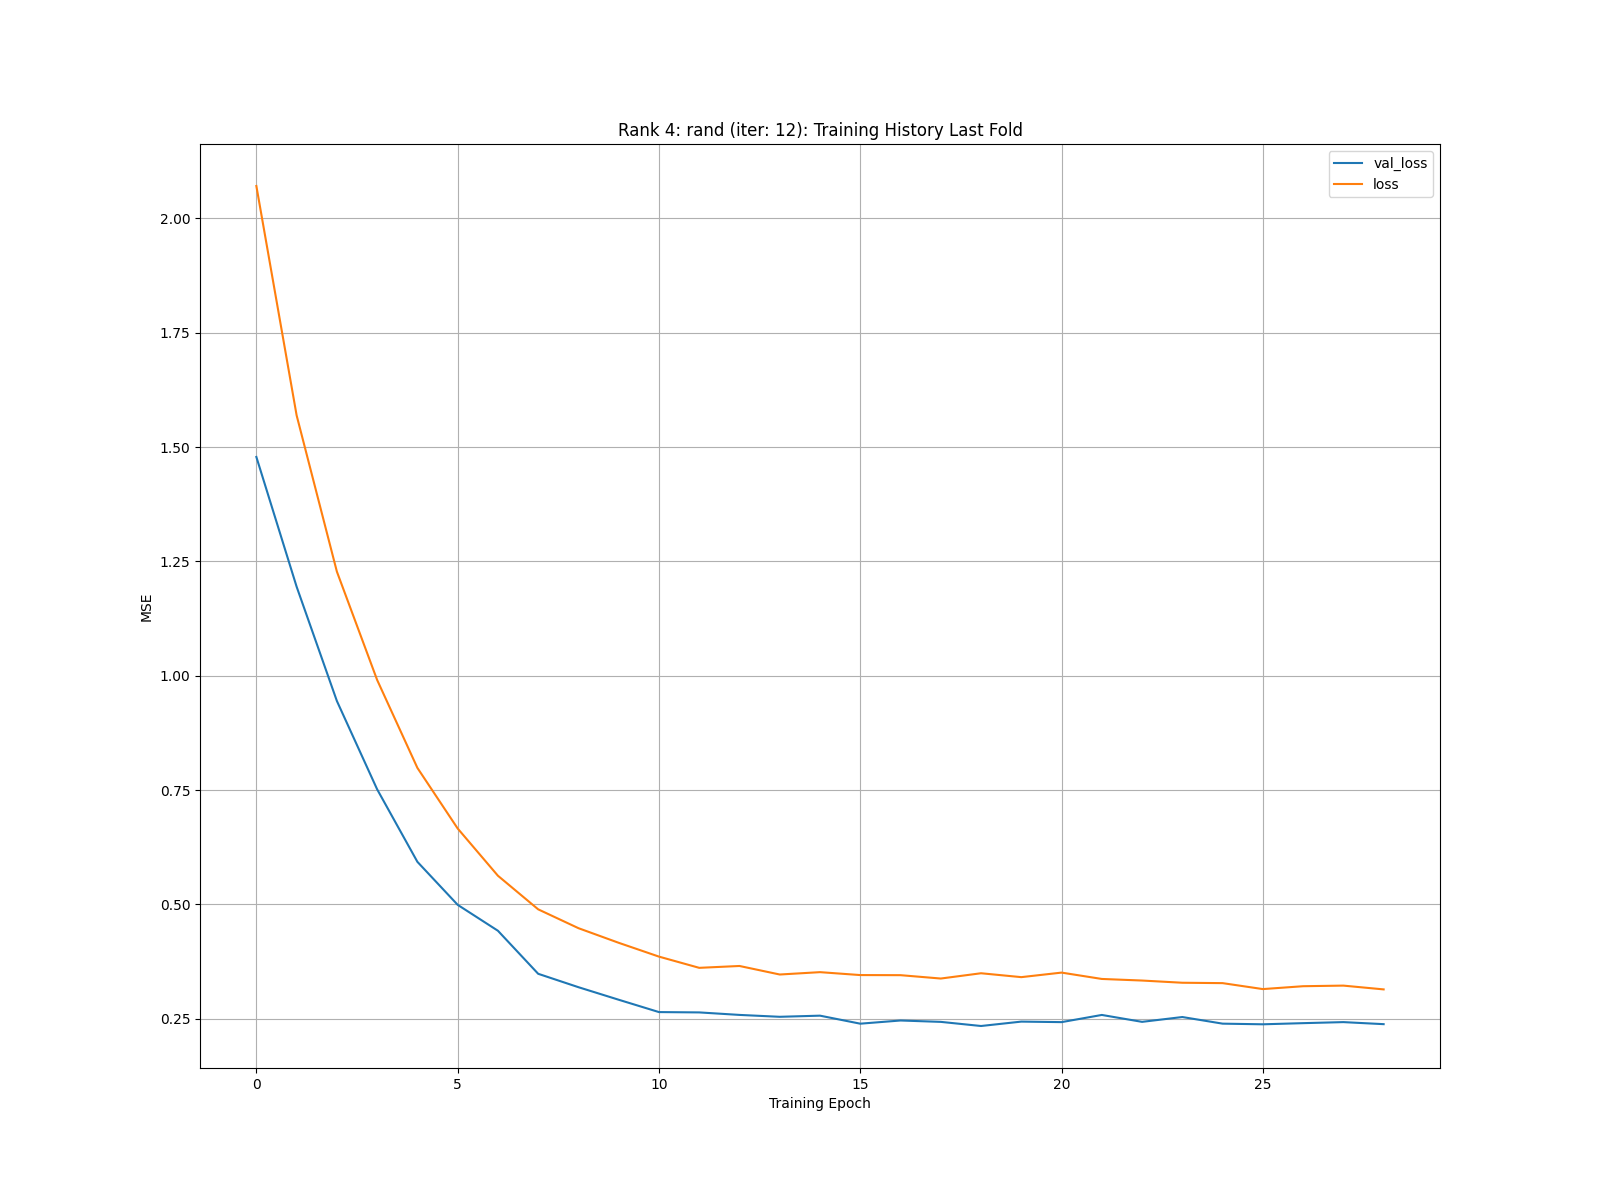 Rank 4: rand (iter: 12): Training History Last Fold
val_loss
loss
2.00
1.75
1.50
1.25
1.00
0.75
0.50
0.25
MSE
0 5 10 15 20 25
Training Epoch